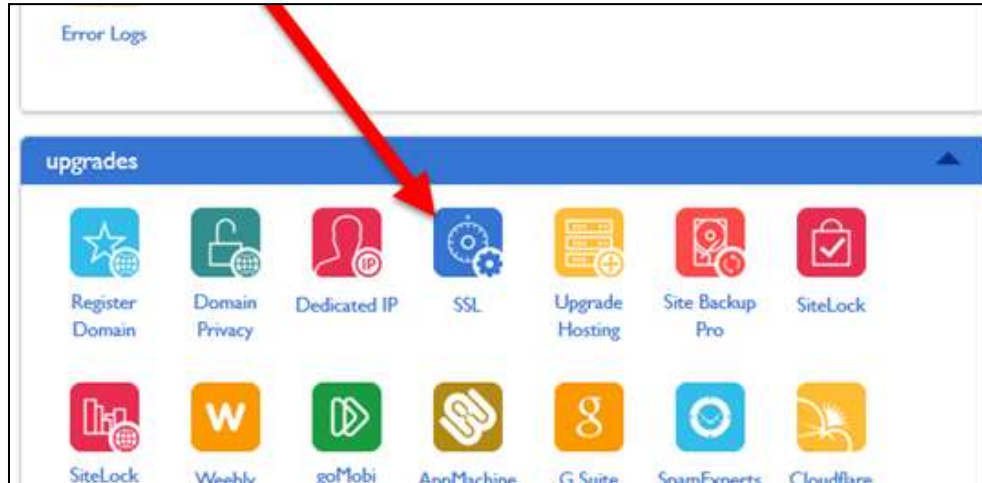 Error Logs
upgrades
IP
Register Domain
Domain Privacy
Dedicated IP
SSL
Upgrade Hosting
Site Backup Pro
SiteLock
W
g
SiteLock
Weebly
goMobi
AppMachine
G Suite
SpamExperts
Cloudflare